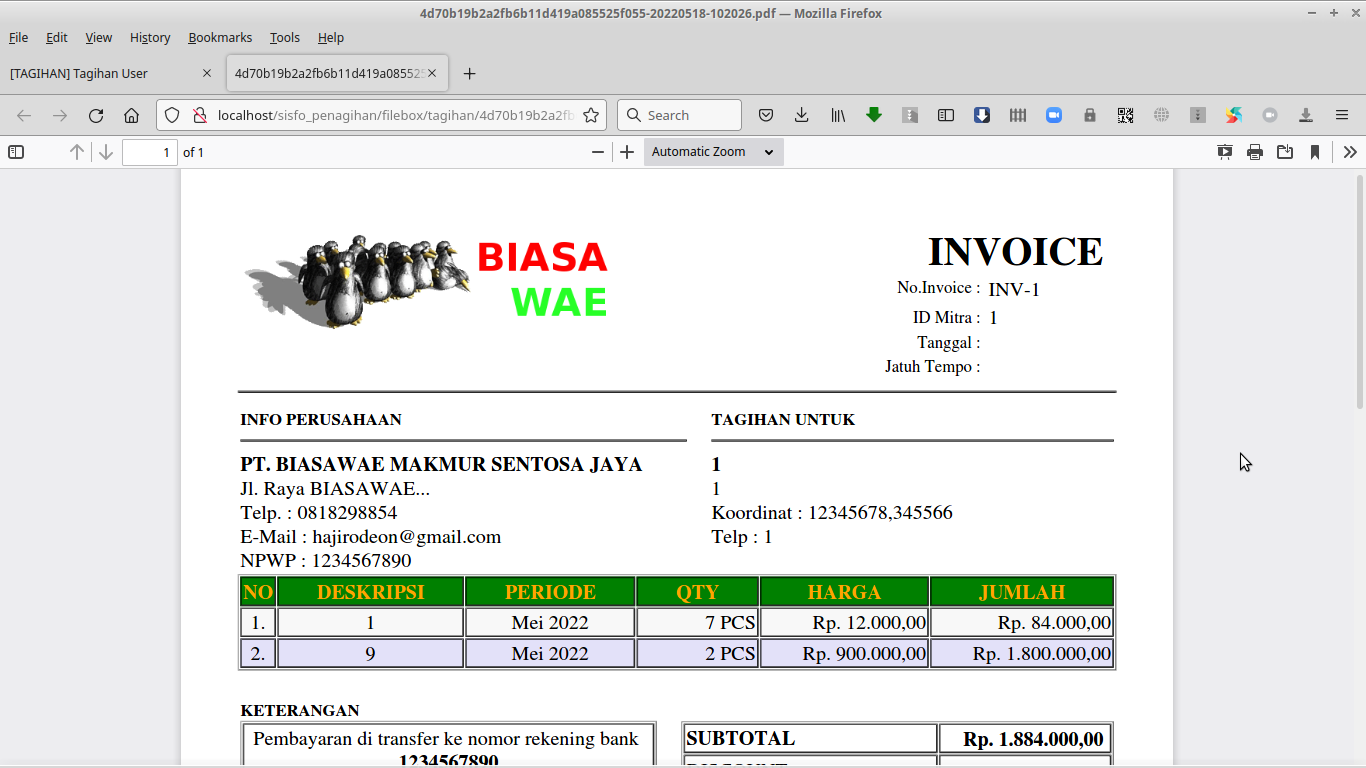 4d70b19b2a2fb6b11d419a085525f055-20220518-102026.pdf — Mozilla Firefox
File Edit View History Bookmarks Tools Help
[TAGIHAN] Tagihan User
4d70b19b2a2fb6b11d419a085525
localhost/sisfo_penagihan/filebox/tagihan/4d70b19b2a2fb
Search
1 of 1
Automatic Zoom
BIASA
WAE
INVOICE
No.Invoice : INV-1
ID Mitra : 1
Tanggal :
Jatuh Tempo :
INFO PERUSAHAAN
TAGIHAN UNTUK
PT. BIASAWAE MAKMUR SENTOSA JAYA
1
Jl. Raya BIASAWAE...
1
Telp. : 0818298854
Koordinat : 12345678,345566
E-Mail : hajirodeon@gmail.com
Telp : 1
NPWP : 1234567890
NO DESKRIPSI PERIODE QTY HARGA JUMLAH
1. 1 Mei 2022 7 PCS Rp. 12.000,00 Rp. 84.000,00
2. 9 Mei 2022 2 PCS Rp. 900.000,00 Rp. 1.800.000,00
KETERANGAN
Pembayaran di transfer ke nomor rekening bank
SUBTOTAL Rp. 1.884.000,00
1234567890